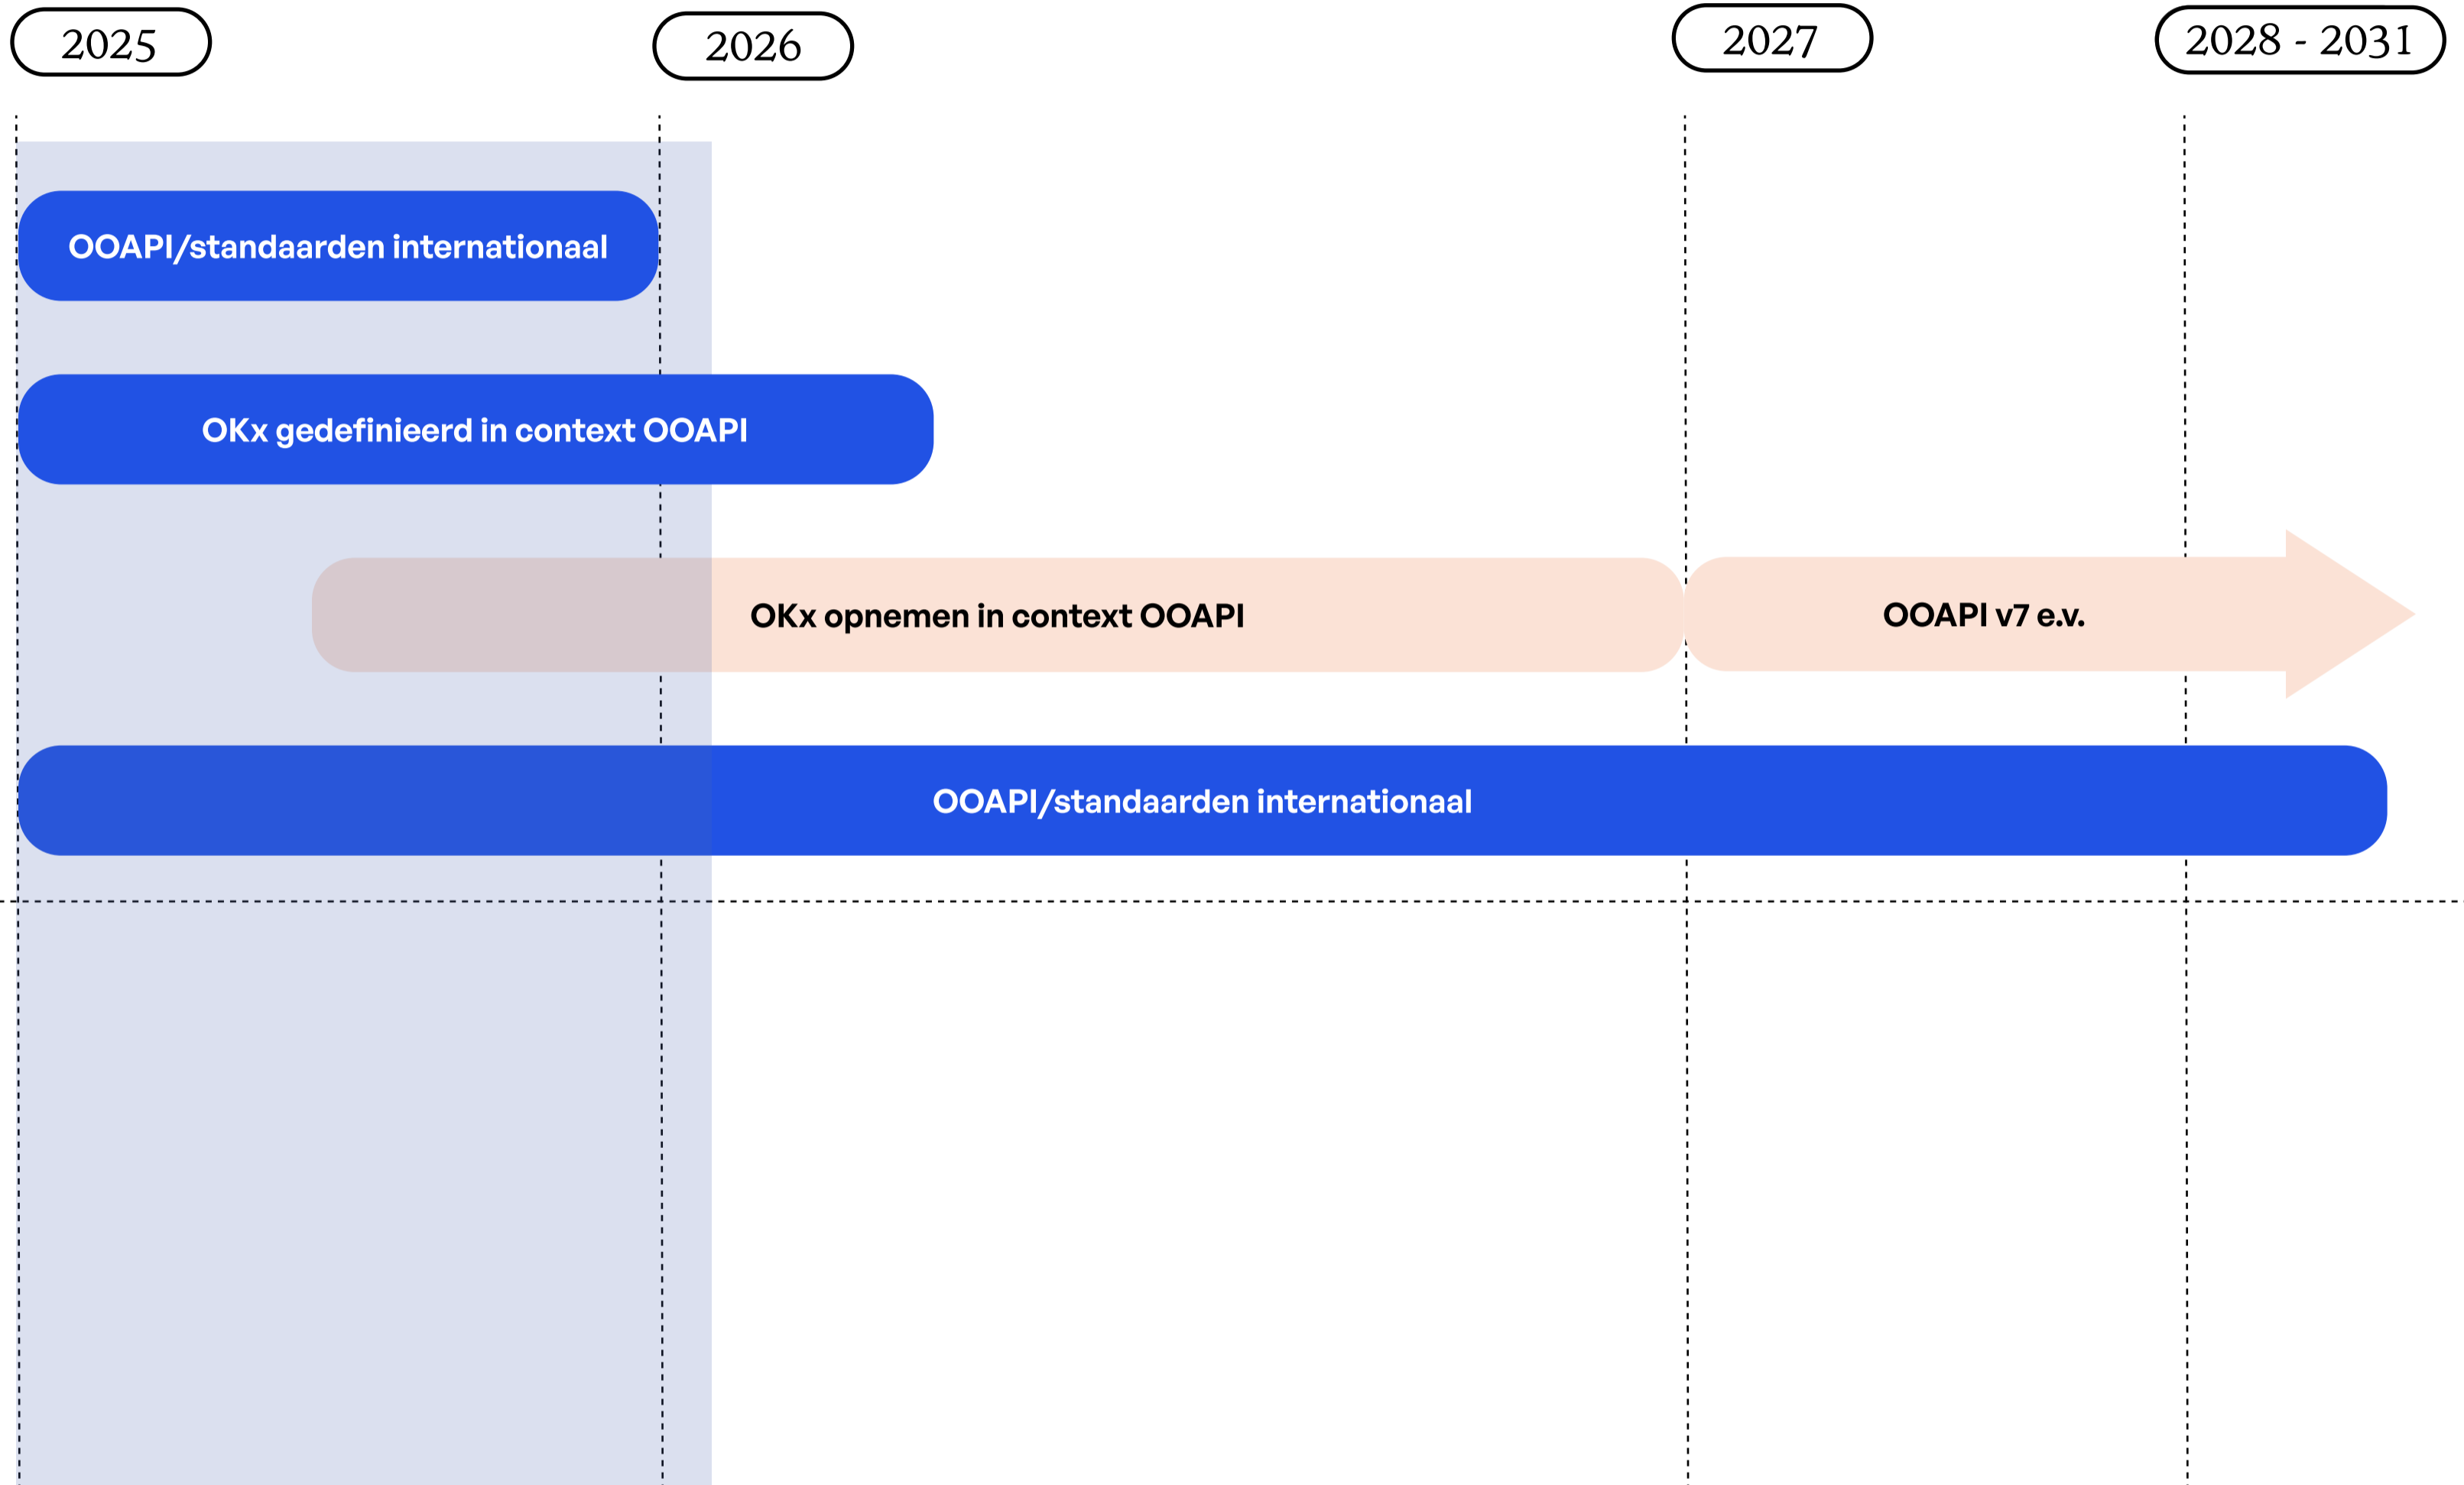 2025
2026
2027
2028 - 2031
OOAPI/standaarden internationaal
OKx gedefinieerd in context OOAPI
OKx opnemen in context OOAPI
OOAPI v7 e.v.
OOAPI/standaarden internationaal